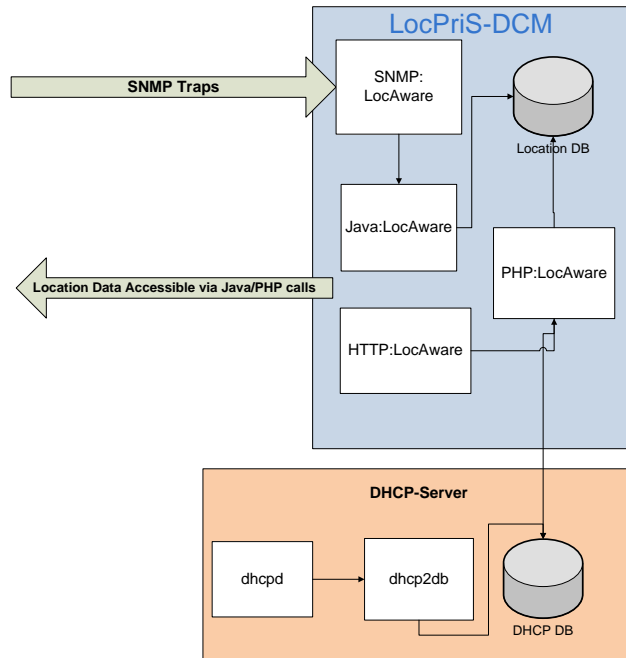 LocPriS-DCM
SNMP Traps
SNMP:
LocAware
Location DB
Java:LocAware
PHP:LocAware
Location Data Accessible via Java/PHP calls
HTTP:LocAware
DHCP-Server
dhcpd
dhcp2db
DHCP DB